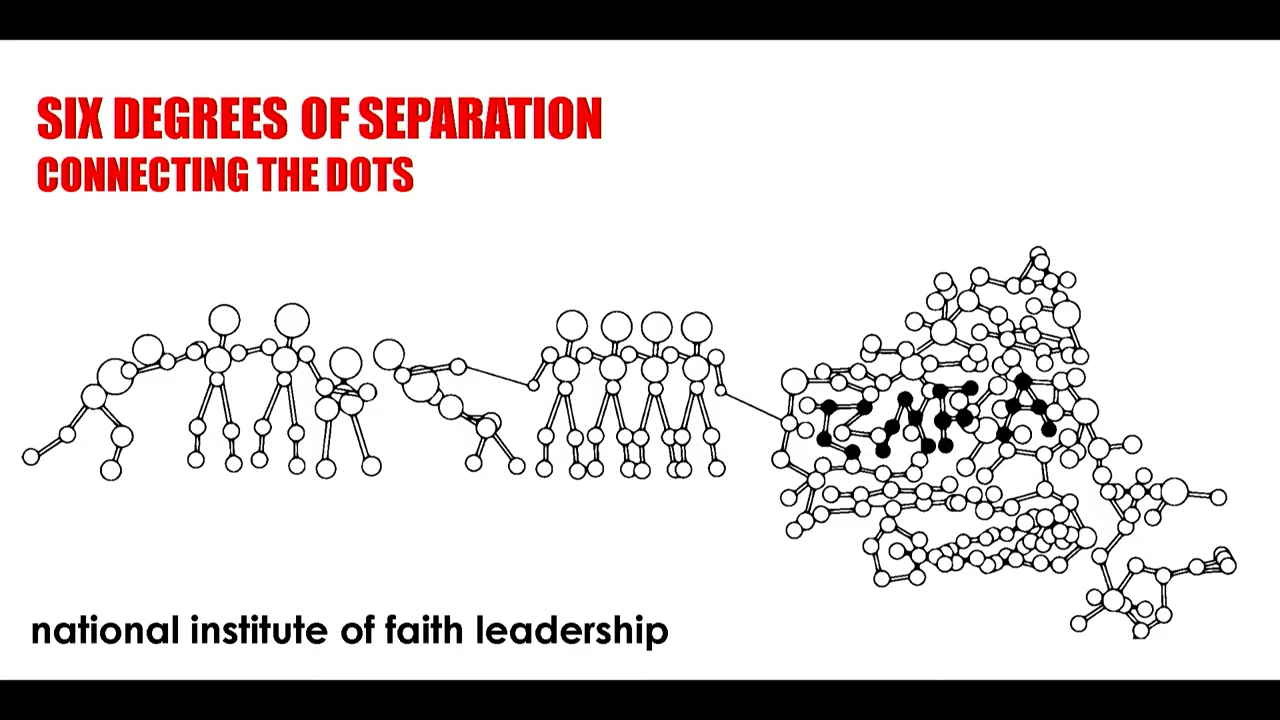 SIX DEGREES OF SEPARATION
CONNECTING THE DOTS
national institute of faith leadership